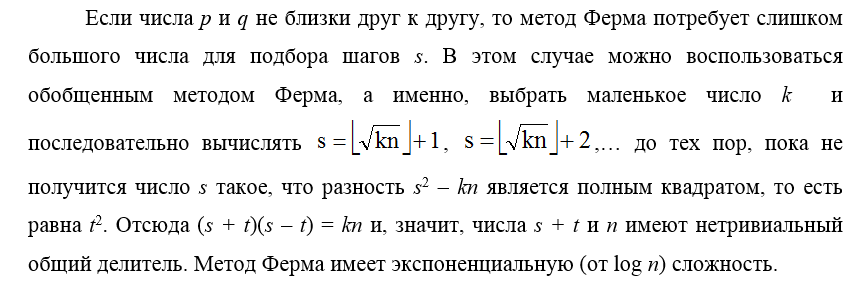 Если числа p и q не близки друг к другу, то метод Ферма потребует слишком
большого числа для подбора шагов s. В этом случае можно воспользоваться
обобщенным методом Ферма, а именно, выбрать маленькое число k и
последовательно вычислять s = ⌊√kn⌋+1, s = ⌊√kn⌋+2,… до тех пор, пока не
получится число s такое, что разность s² – kn является полным квадратом, то есть
равна t². Отсюда (s + t)(s – t) = kn и, значит, числа s + t и n имеют нетривиальный
общий делитель. Метод Ферма имеет экспоненциальную (от log n) сложность.